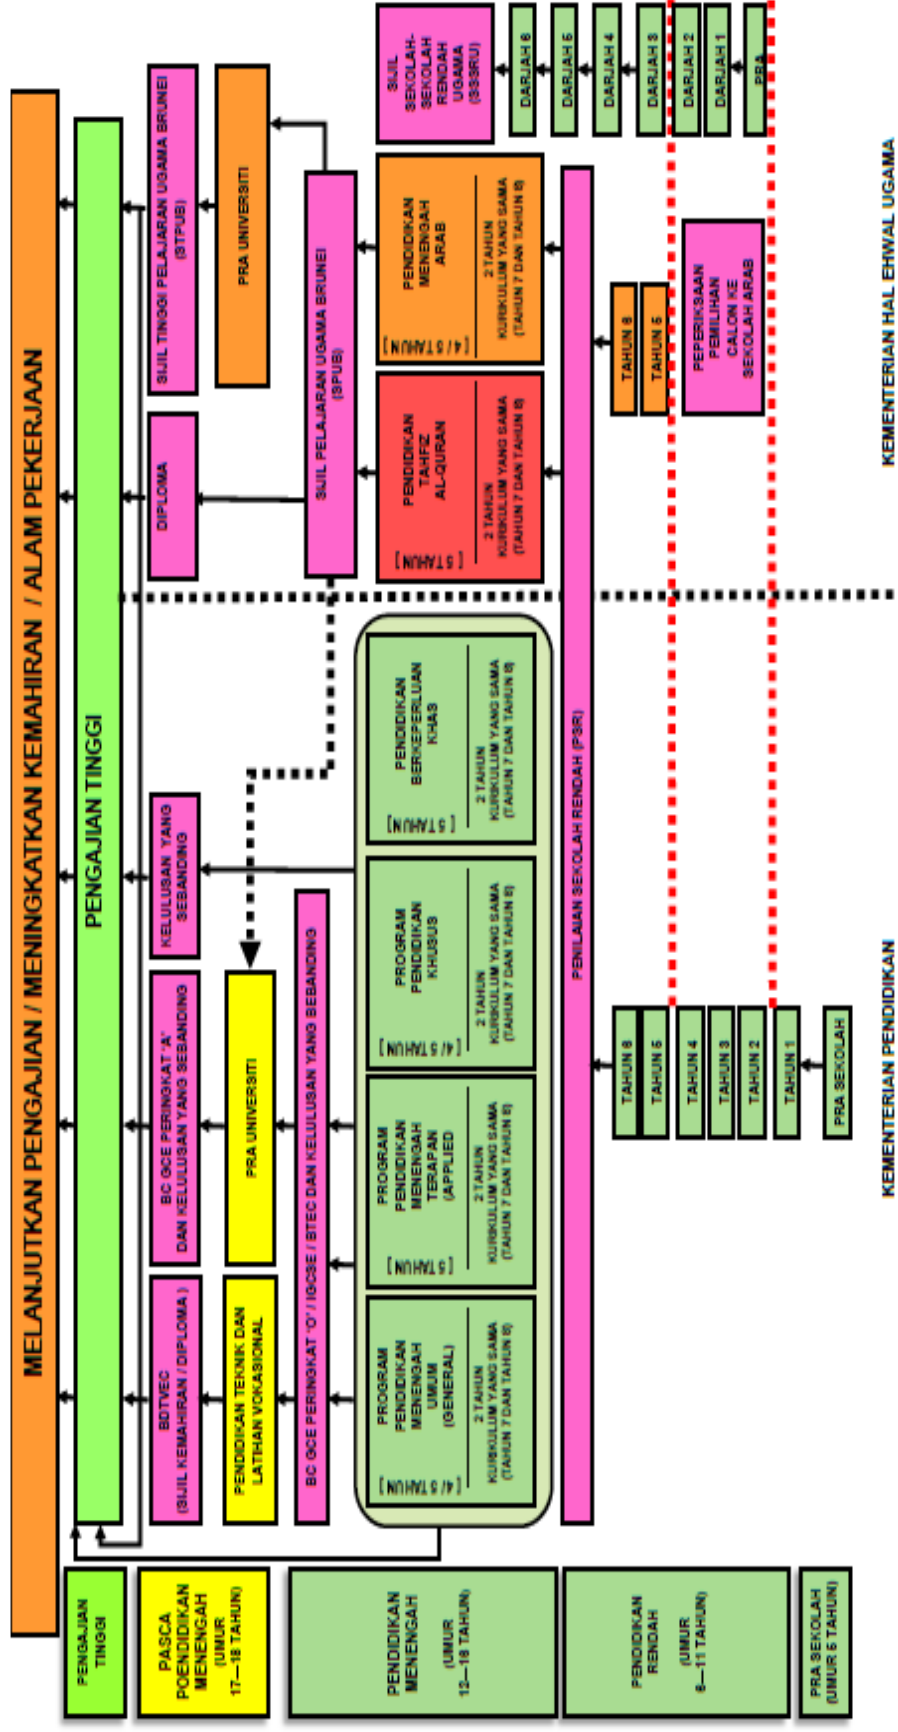 MELANJUTKAN PENGAJIAN / MENINGKATKAN KEMAHIRAN / ALAM PEKERJAAN
PENGAJIAN
TINGGI
PENGAJIAN TINGGI
PASCA
POENDIDIKAN
MENENGAH
(UMUR
17—18 TAHUN)
BDTVEC
(SIJIL KEMAHIRAN / DIPLOMA )
BC GCE PERINGKAT 'A'
DAN KELULUSAN YANG SEBANDING
KELULUSAN YANG
SEBANDING
DIPLOMA
SIJIL TINGGI PELAJARAN UGAMA BRUNEI
(STPUB)
PENDIDIKAN TEKNIK DAN
LATIHAN VOKASIONAL
PRA UNIVERSITI
PRA UNIVERSITI
PENDIDIKAN
MENENGAH
(UMUR
12—16 TAHUN)
BC GCE PERINGKAT 'O' / IGCSE / BTEC DAN KELULUSAN YANG BEBANDING
SIJIL PELAJARAN UGAMA BRUNEI
(SPUB)
PROGRAM
PENDIDIKAN
MENENGAH
UMUM
(GENERAL)
[ 4/ 5 TAHUN ]
2 TAHUN
KURIKULUM YANG SAMA
(TAHUN 7 DAN TAHUN 8)
PROGRAM
PENDIDIKAN
MENENGAH
TERAPAN
(APPLIED)
[ 5 TAHUN]
2 TAHUN
KURIKULUM YANG SAMA
(TAHUN 7 DAN TAHUN 8)
PROGRAM
PENDIDIKAN
KHUSUS
[ 4/ 5 TAHUN ]
2 TAHUN
KURIKULUM YANG SAMA
(TAHUN 7 DAN TAHUN 8)
PENDIDIKAN
BERKEPERLUAN
KHAS
[ 5 TAHUN]
2 TAHUN
KURIKULUM YANG SAMA
(TAHUN 7 DAN TAHUN 8)
PENDIDIKAN
TAHFIZ
AL-QURAN
[ 5 TAHUN]
2 TAHUN
KURIKULUM YANG SAMA
(TAHUN 7 DAN TAHUN 8)
PENDIDIKAN
MENENGAH
ARAB
[ 4 / 5 TAHUN]
2 TAHUN
KURIKULUM YANG SAMA
(TAHUN 7 DAN TAHUN 8)
SIJIL
SEKOLAH-
SEKOLAH
RENDAH
UGAMA
(SSSRU)
DARJAH 6
DARJAH 5
DARJAH 4
DARJAH 3
DARJAH 2
DARJAH 1
PRA
PENDIDIKAN
RENDAH
(UMUR
6—11 TAHUN)
PENILAIAN SEKOLAH RENDAH (PSR)
TAHUN 6
TAHUN 5
TAHUN 4
TAHUN 3
TAHUN 2
TAHUN 1
PRA SEKOLAH
TAHUN 6
TAHUN 5
PEPERIKSAAN
PEMILIHAN
CALON KE
SEKOLAH ARAB
PRA SEKOLAH
(UMUR 5 TAHUN)
KEMENTERIAN PENDIDIKAN
KEMENTERIAN HAL EHWAL UGAMA